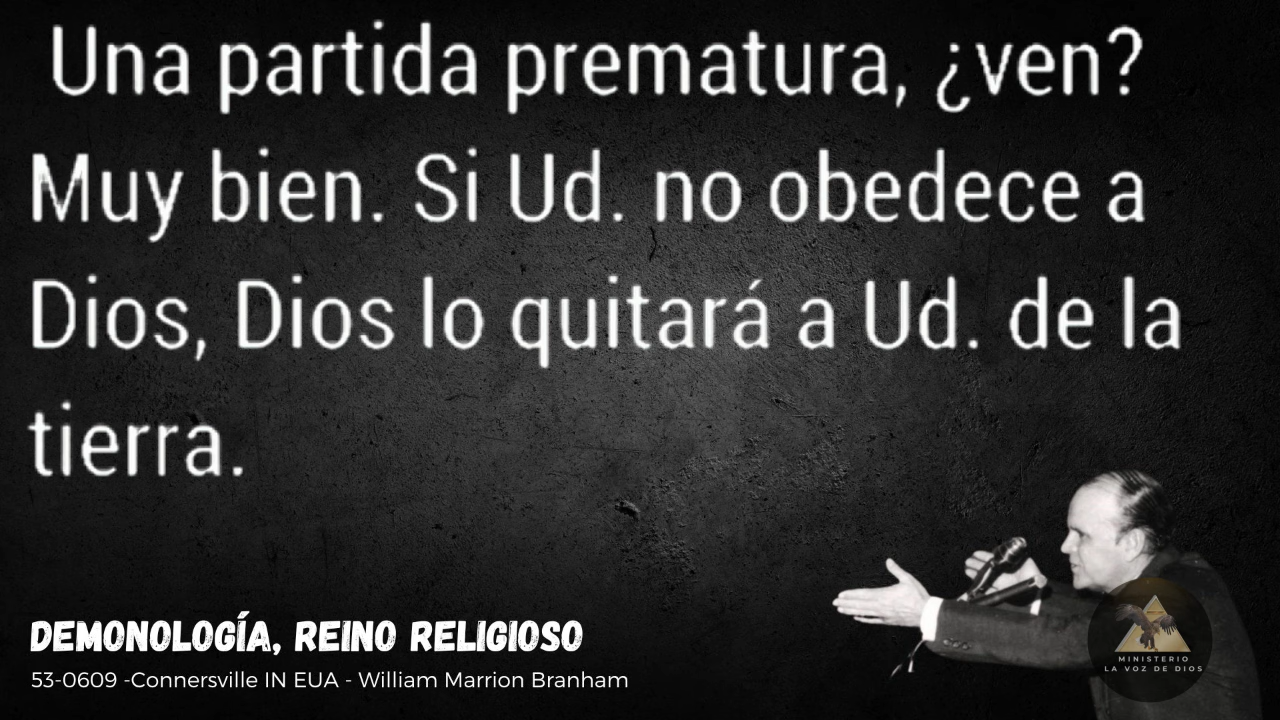 Una partida prematura, ¿ven?
Muy bien. Si Ud. no obedece a
Dios, Dios lo quitará a Ud. de la
tierra.
DEMONOLOGÍA, REINO RELIGIOSO
53-0609 -Connersville IN EUA - William Marrion Branham
MINISTERIO
LA VOZ DE DIOS